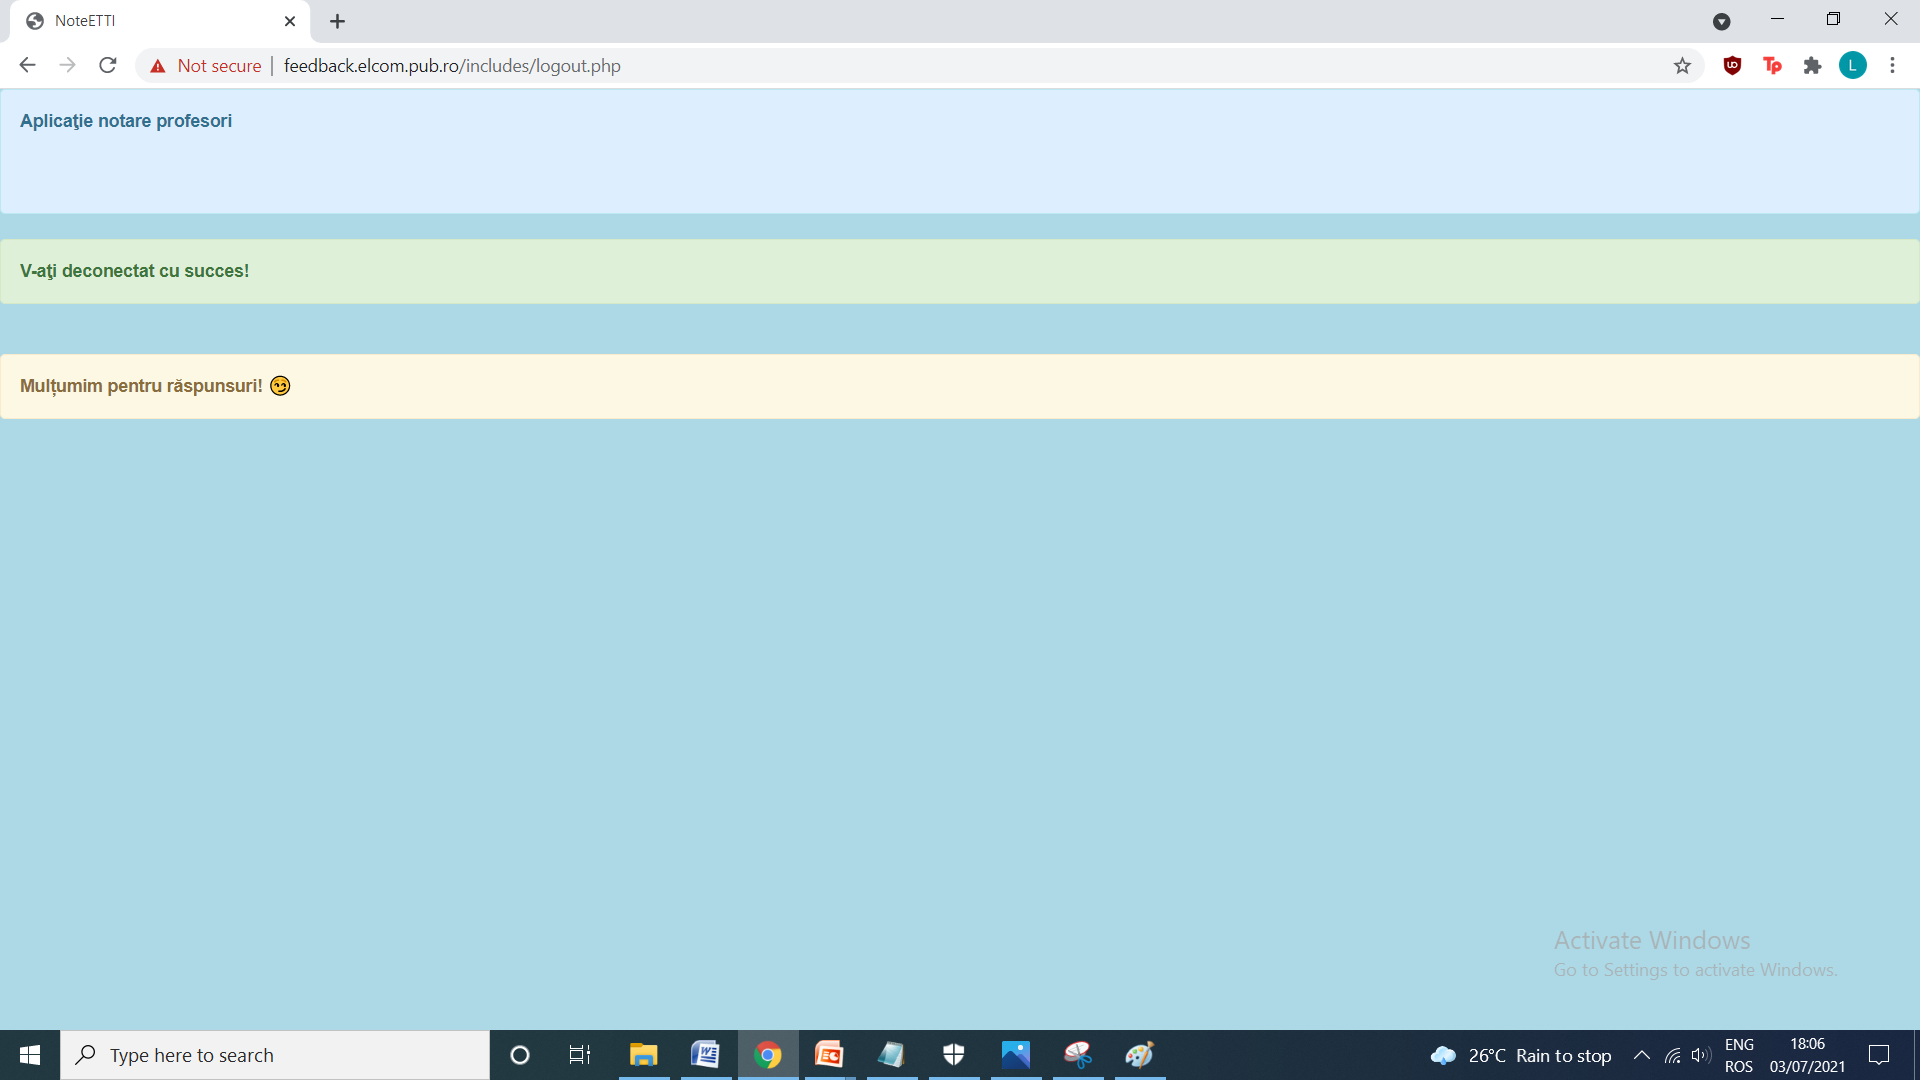 NoteETTI
Not secure | feedback.elcom.pub.ro/includes/logout.php
L
Aplicaţie notare profesori
V-aţi deconectat cu succes!
Mulțumim pentru răspunsuri! 😏
Activate Windows
Go to Settings to activate Windows.
Type here to search
26°C Rain to stop
ENG
ROS
18:06
03/07/2021